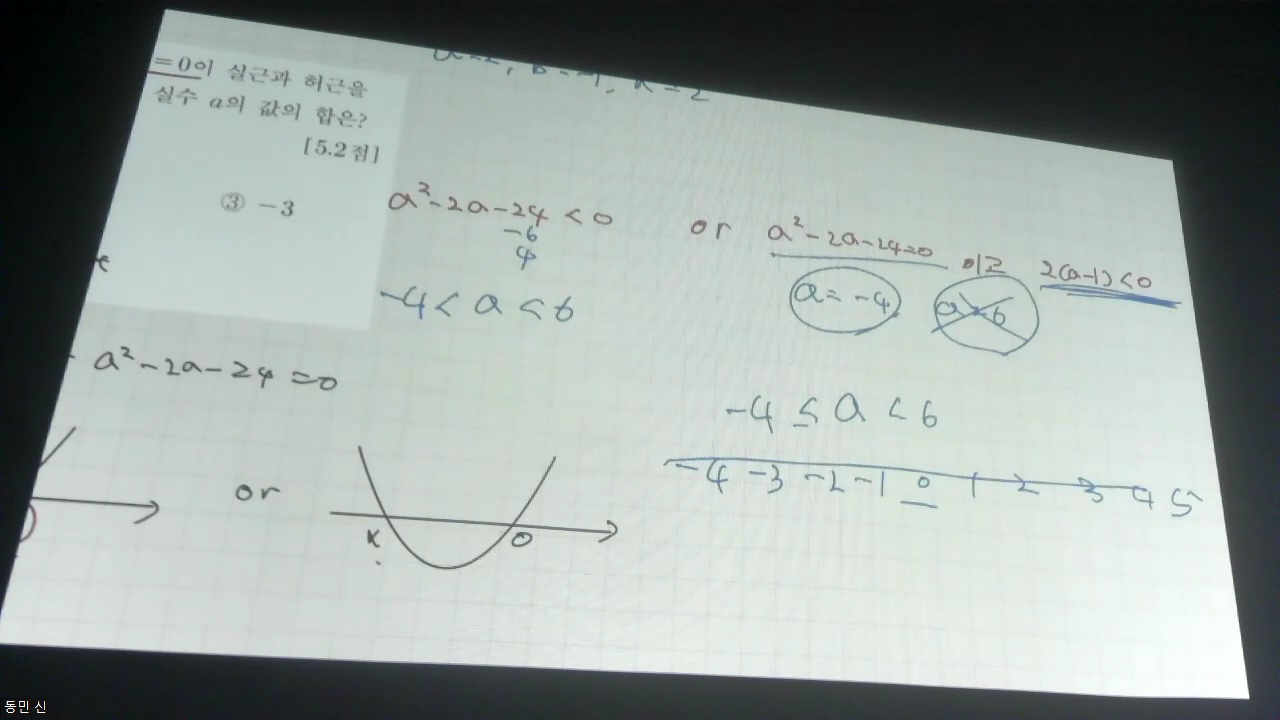 =0이 실근과 허근을
실수 a의 값의 합은?
[5.2점]
③ -3
a²-2a-24<0
-6
4
-4<a<6
or a²-2a-24=0 이고 2(a-1)<0
a=-4
-4≤a<6
-4 -3 -2 -1 0 1 2 3 4 5
a²-2a-24=0
or
x
0
동민 신